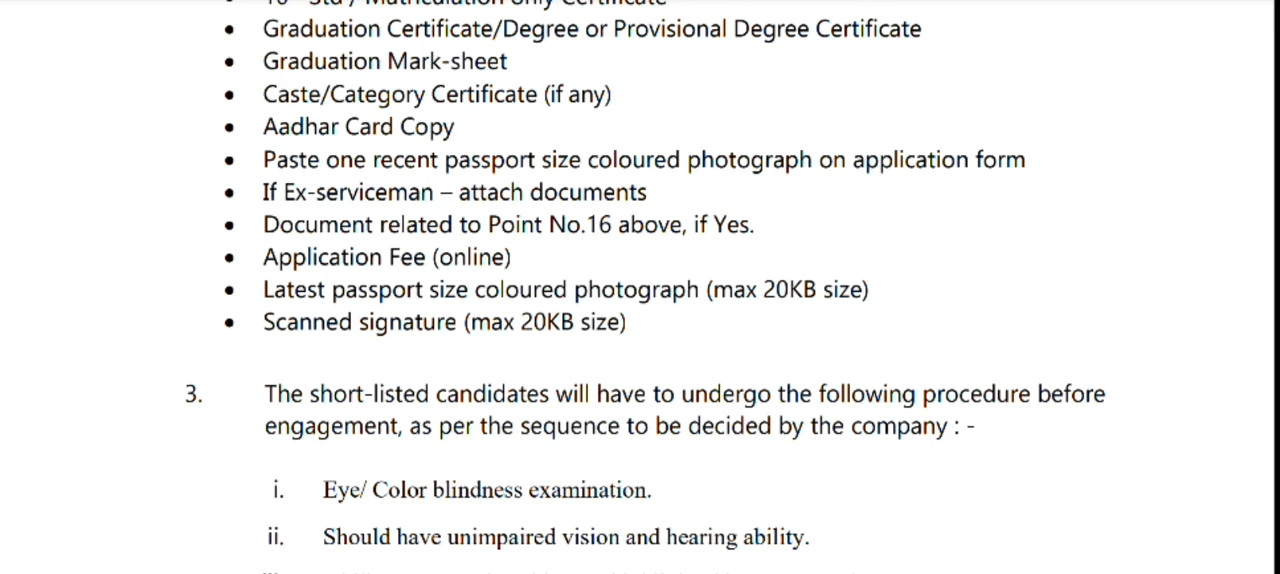 • Graduation Certificate/Degree or Provisional Degree Certificate
• Graduation Mark-sheet
• Caste/Category Certificate (if any)
• Aadhar Card Copy
• Paste one recent passport size coloured photograph on application form
• If Ex-serviceman – attach documents
• Document related to Point No.16 above, if Yes.
• Application Fee (online)
• Latest passport size coloured photograph (max 20KB size)
• Scanned signature (max 20KB size)
3. The short-listed candidates will have to undergo the following procedure before
engagement, as per the sequence to be decided by the company : -
i. Eye/ Color blindness examination.
ii. Should have unimpaired vision and hearing ability.